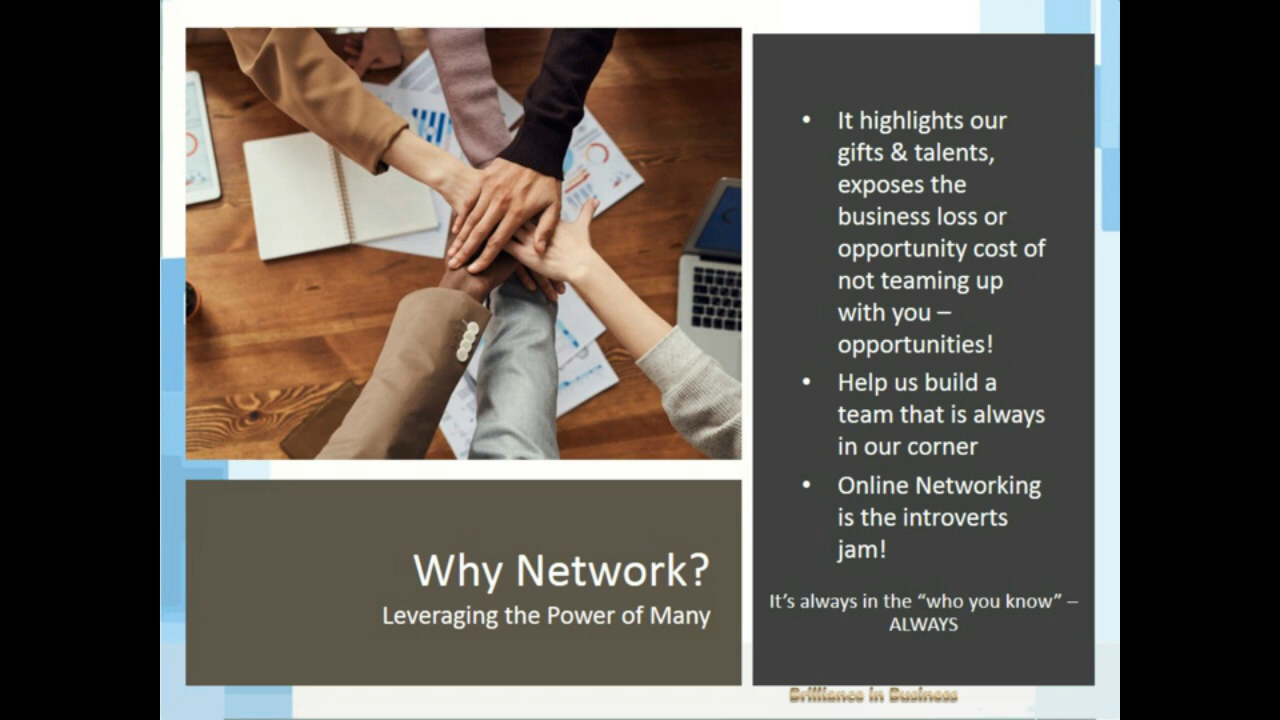 Why Network?
Leveraging the Power of Many
• It highlights our
gifts & talents,
exposes the
business loss or
opportunity cost of
not teaming up
with you –
opportunities!
• Help us build a
team that is always
in our corner
• Online Networking
is the introverts
jam!
It's always in the “who you know” –
ALWAYS
Brilliance in Business